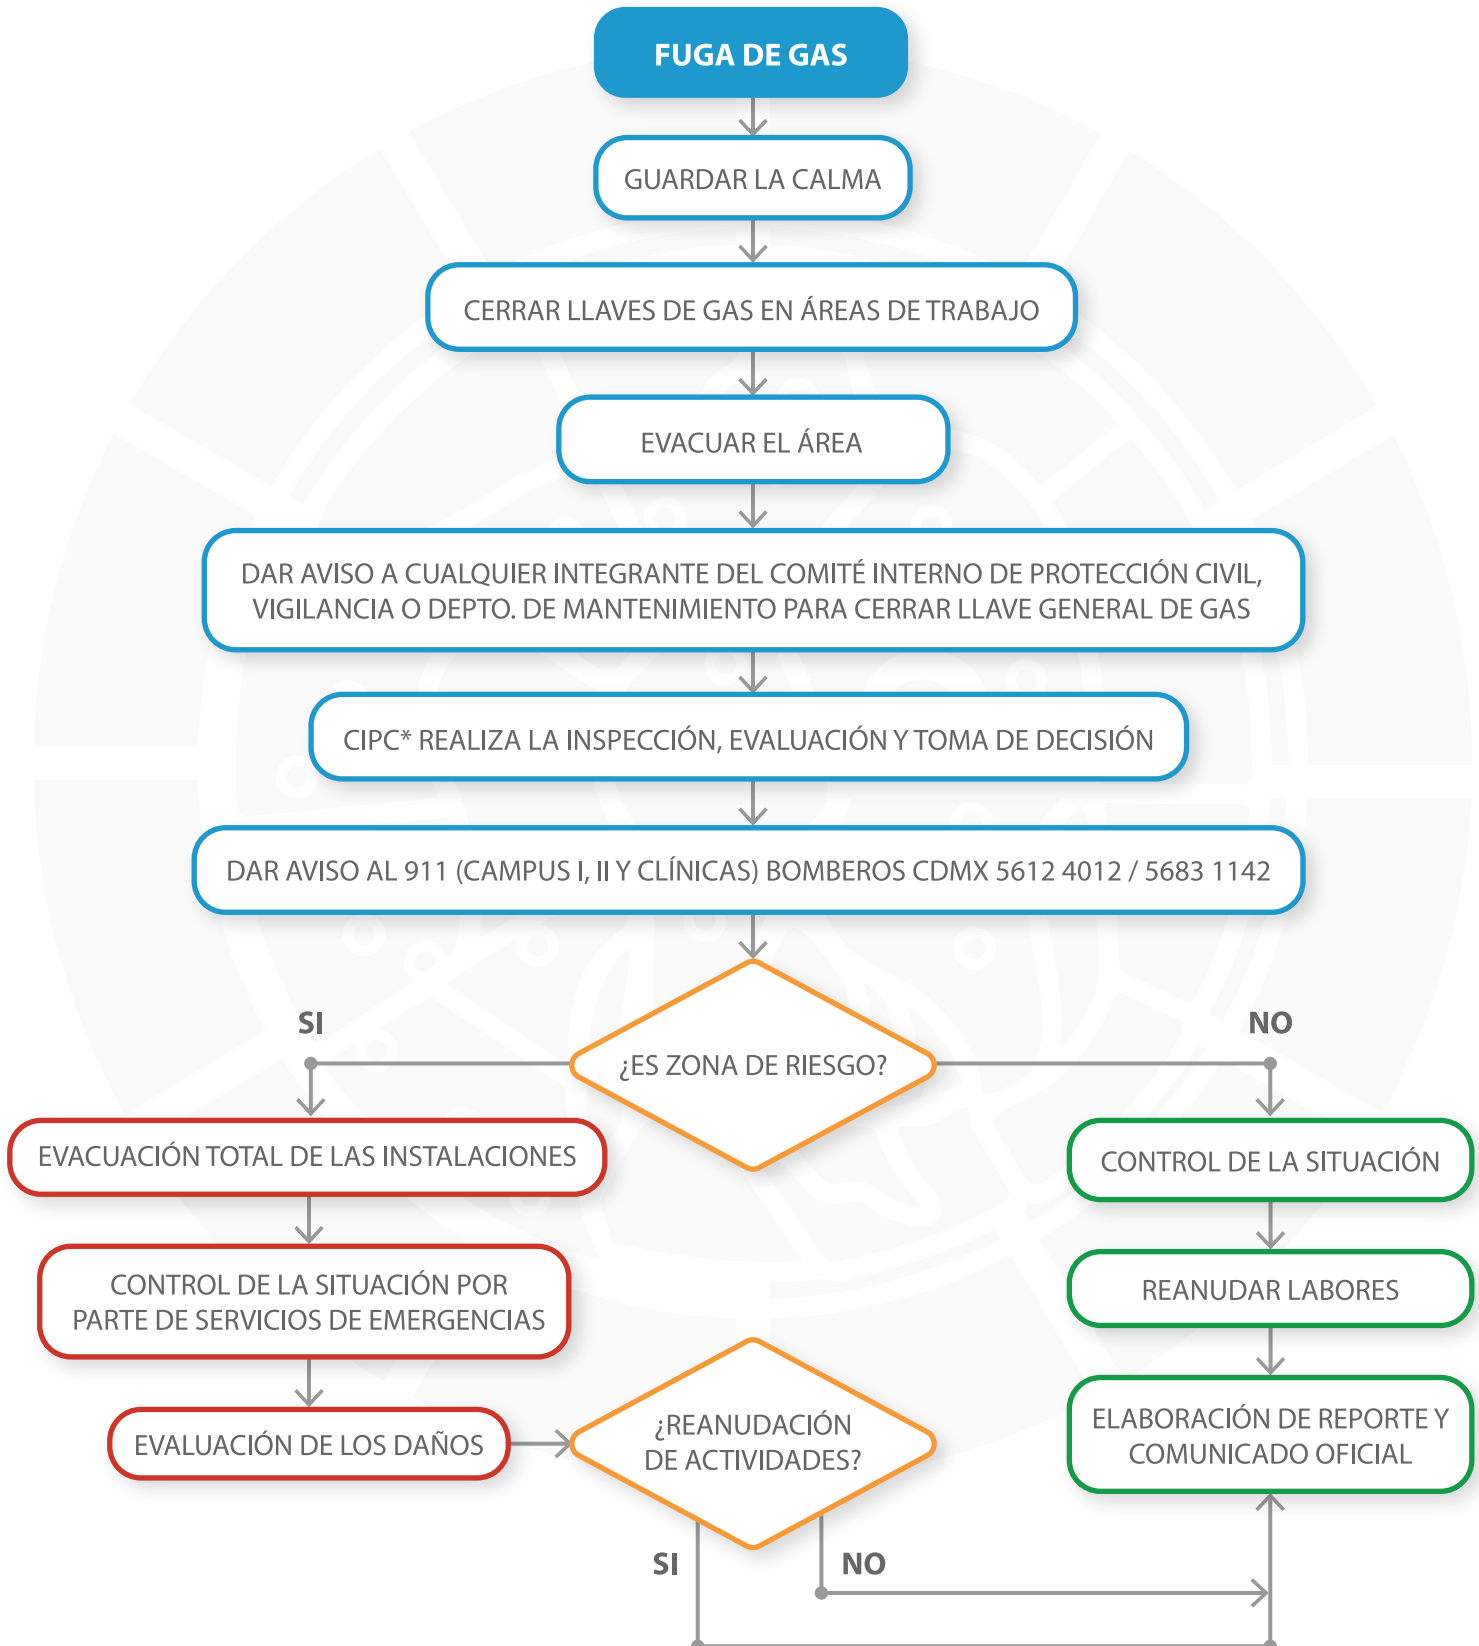 FUGA DE GAS
GUARDAR LA CALMA
CERRAR LLAVES DE GAS EN ÁREAS DE TRABAJO
EVACUAR EL ÁREA
DAR AVISO A CUALQUIER INTEGRANTE DEL COMITÉ INTERNO DE PROTECCIÓN CIVIL,
VIGILANCIA O DEPTO. DE MANTENIMIENTO PARA CERRAR LLAVE GENERAL DE GAS
CIPC* REALIZA LA INSPECCIÓN, EVALUACIÓN Y TOMA DE DECISIÓN
DAR AVISO AL 911 (CAMPUS I, II Y CLÍNICAS) BOMBEROS CDMX 5612 4012 / 5683 1142
¿ES ZONA DE RIESGO?
SI
EVACUACIÓN TOTAL DE LAS INSTALACIONES
CONTROL DE LA SITUACIÓN POR
PARTE DE SERVICIOS DE EMERGENCIAS
EVALUACIÓN DE LOS DAÑOS
¿REANUDACIÓN
DE ACTIVIDADES?
SI
NO
NO
CONTROL DE LA SITUACIÓN
REANUDAR LABORES
ELABORACIÓN DE REPORTE Y
COMUNICADO OFICIAL